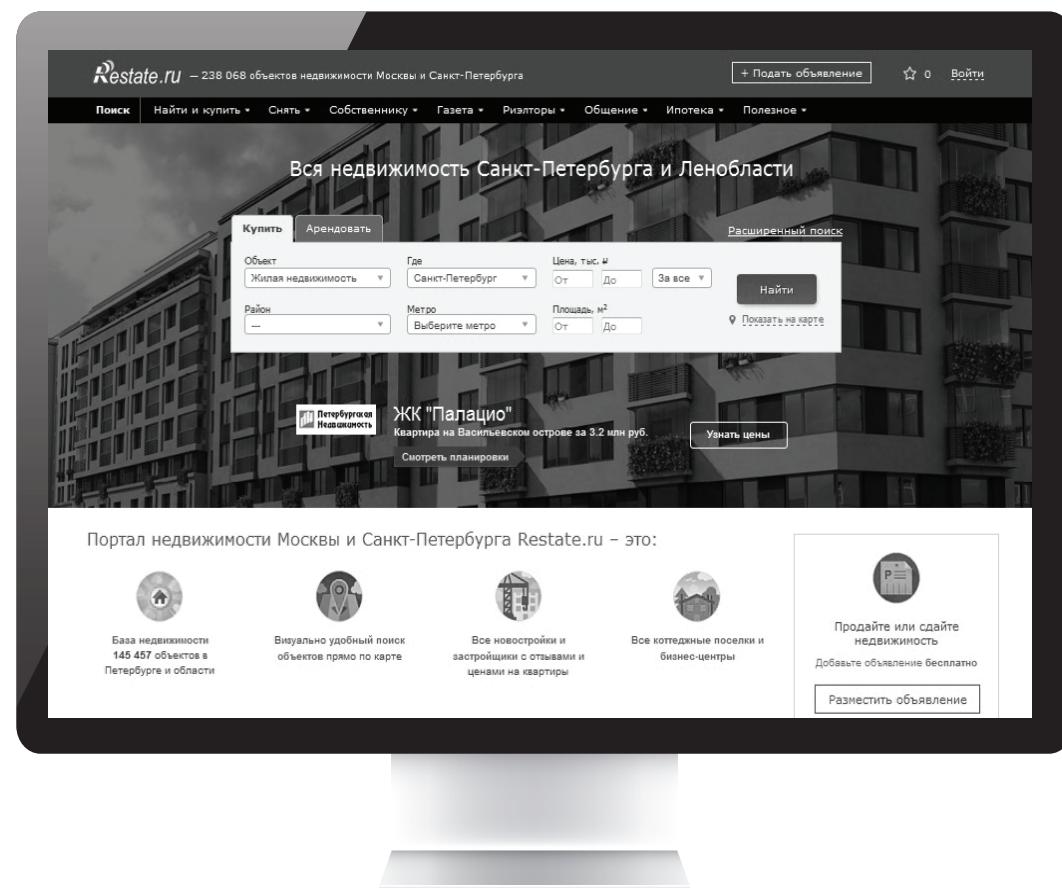 Restate.ru – 238 068 объектов недвижимости Москвы и Санкт-Петербурга + Подать объявление 0 Войти
Поиск Найти и купить Снять Собственнику Газета Риэлторы Общение Ипотека Полезное
Вся недвижимость Санкт-Петербурга и Ленобласти
Купить Арендовать Расширенный поиск
Объект Где Цена, тыс. ₽
Жилая недвижимость Санкт-Петербург От До За все Найти
Район Метро Площадь, м² Показать на карте
--- Выберите метро От До
Петербургская
Недвижимость
ЖК "Палацио"
Квартира на Васильевском острове за 3.2 млн руб.
Узнать цены
Смотреть планировки
Портал недвижимости Москвы и Санкт-Петербурга Restate.ru – это:
База недвижимости
145 457 объектов в
Петербурге и области
Визуально удобный поиск
объектов прямо по карте
Все новостройки и
застройщики с отзывами и
ценами на квартиры
Все коттеджные поселки и
бизнес-центры
P
Продайте или сдайте
недвижимость
Добавьте объявление бесплатно
Разместить объявление